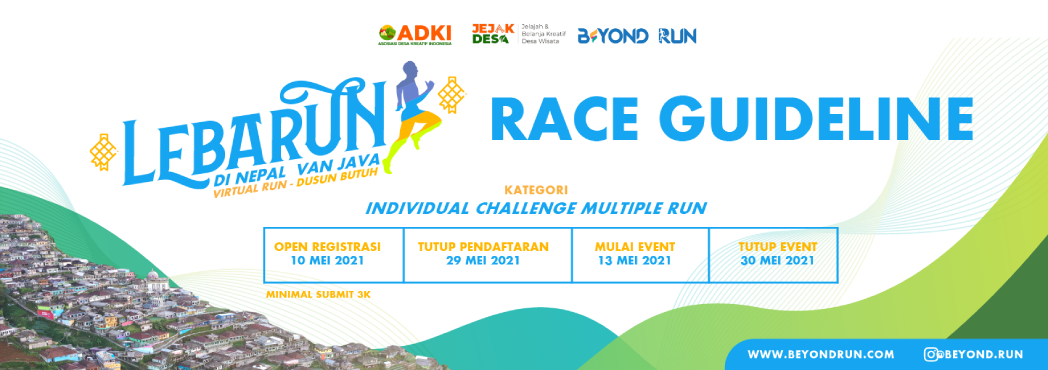 ADKI
ASOSIASI DESA KREATIF INDONESIA
JEJAK
DESA
Jelajah &
Belanja Kreatif
Desa Wisata
BEYOND RUN
LEBARUN
DI NEPAL VAN JAVA
VIRTUAL RUN - DUSUN BUTUH
RACE GUIDELINE
KATEGORI
INDIVIDUAL CHALLENGE MULTIPLE RUN
OPEN REGISTRASI
10 MEI 2021
TUTUP PENDAFTARAN
29 MEI 2021
MULAI EVENT
13 MEI 2021
TUTUP EVENT
30 MEI 2021
MINIMAL SUBMIT 3K
WWW.BEYONDRUN.COM
@BEYOND.RUN